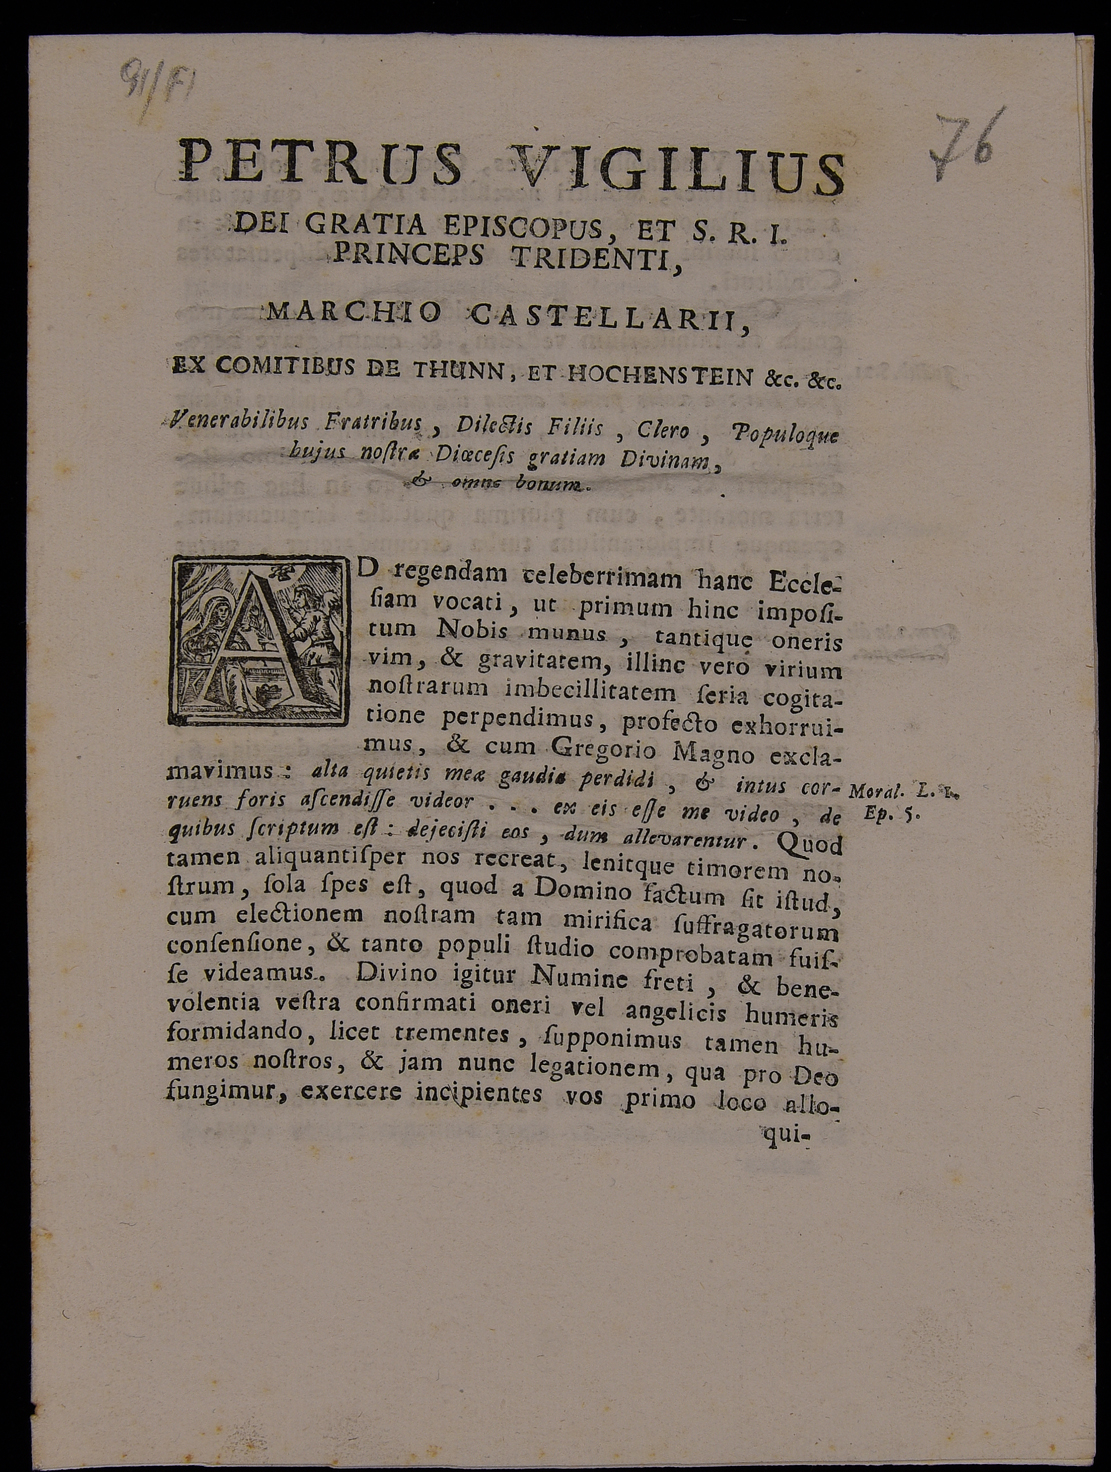 91/F1
76
PETRUS VIGILIUS
DEI GRATIA EPISCOPUS, ET S. R. I.
PRINCEPS TRIDENTI,
MARCHIO CASTELLARII,
EX COMITIBUS DE THUNN, ET HOCHENSTEIN &c. &c.
Venerabilibus Fratribus, Dilectis Filiis, Clero, Populoque
hujus noſtræ Diœceſis gratiam Divinam,
& omne bonum.
AD regendam celeberrimam hanc Eccle-
ſiam vocati, ut primum hinc impoſi-
tum Nobis munus, tantique oneris
vim, & gravitatem, illinc verò virium
noſtrarum imbecillitatem ſeria cogita-
tione perpendimus, profecto exhorrui-
mus, & cum Gregorio Magno excla-
mavimus: alta quietis meæ gaudia perdidi, & intus cor- Moral. L. 1.
ruens foris aſcendiſſe videor . . . ex eis eſſe me video, de Ep. 5.
quibus ſcriptum eſt: dejeciſti eos, dum allevarentur. Quod
tamen aliquantiſper nos recreat, lenitque timorem no-
ſtrum, ſola ſpes eſt, quod a Domino factum ſit iſtud,
cum electionem noſtram tam mirifica ſuffragatorum
conſenſione, & tanto populi ſtudio comprobatam fuiſ-
ſe videamus. Divino igitur Numine freti, & bene-
volentia veſtra confirmati oneri vel angelicis humeris
formidando, licet trementes, ſupponimus tamen hu-
meros noſtros, & jam nunc legationem, qua pro Deo
fungimur, exercere incipientes vos primo loco allo-
qui-